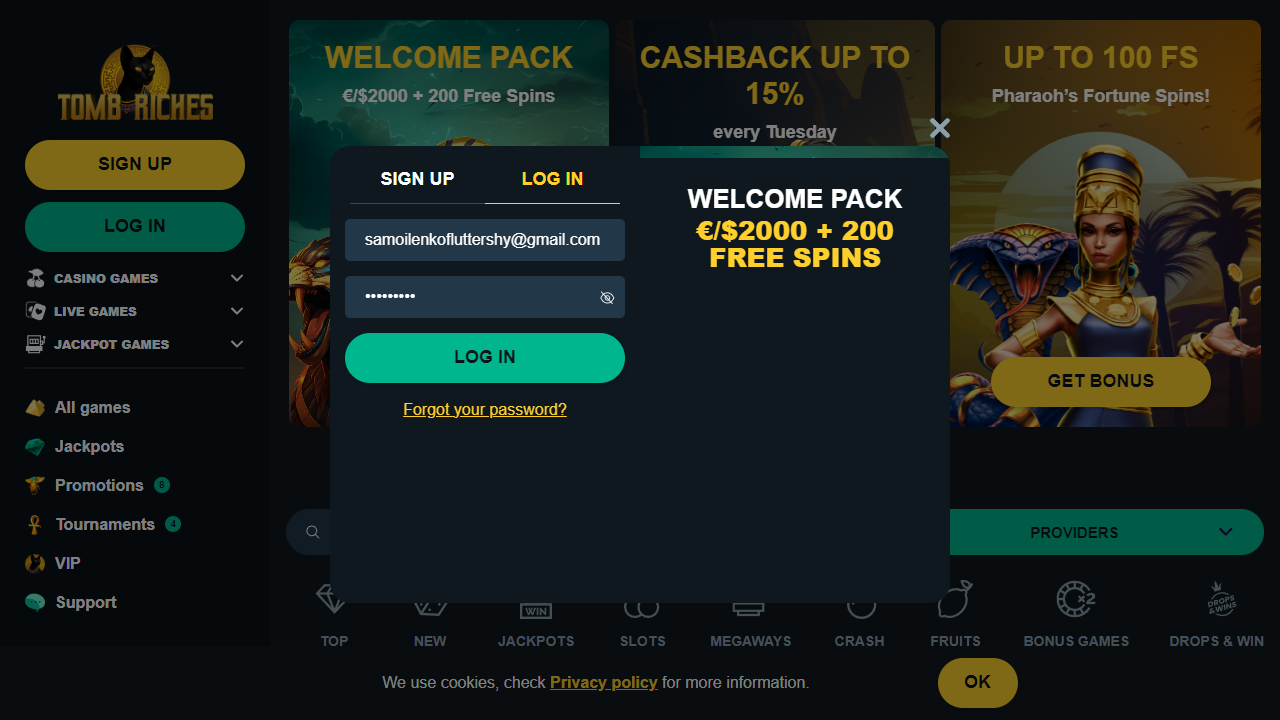 TOMB RICHES
SIGN UP
LOG IN
CASINO GAMES
LIVE GAMES
JACKPOT GAMES
All games
Jackpots
Promotions 8
Tournaments 4
VIP
Support
WELCOME PACK
€/$2000 + 200 Free Spins
CASHBACK UP TO
15%
every Tuesday
UP TO 100 FS
Pharaoh's Fortune Spins!
GET BONUS
SIGN UP
LOG IN
samoilenkofluttershy@gmail.com
•••••••••
LOG IN
Forgot your password?
WELCOME PACK
€/$2000 + 200
FREE SPINS
PROVIDERS
WIN
x2
DROPS
&WINS
TOP
NEW
JACKPOTS
SLOTS
MEGAWAYS
CRASH
FRUITS
BONUS GAMES
DROPS & WIN
We use cookies, check Privacy policy for more information.
OK